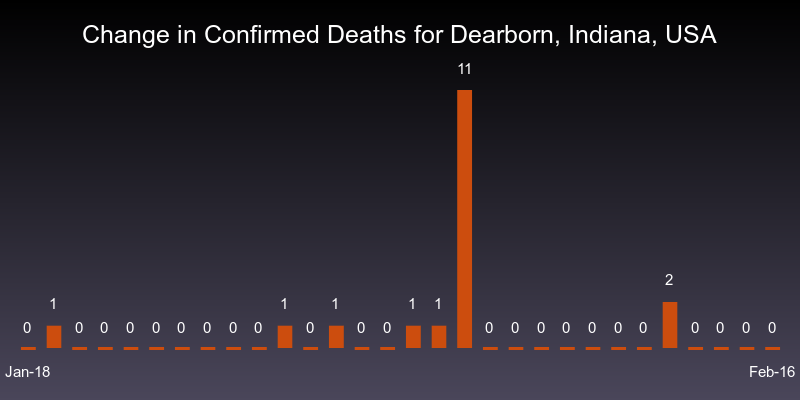 Change in Confirmed Deaths for Dearborn, Indiana, USA
11
2
1 1 1 1 1
0 0 0 0 0 0 0 0 0 0 0 0 0 0 0 0 0 0 0 0 0 0 0
Jan-18 Feb-16